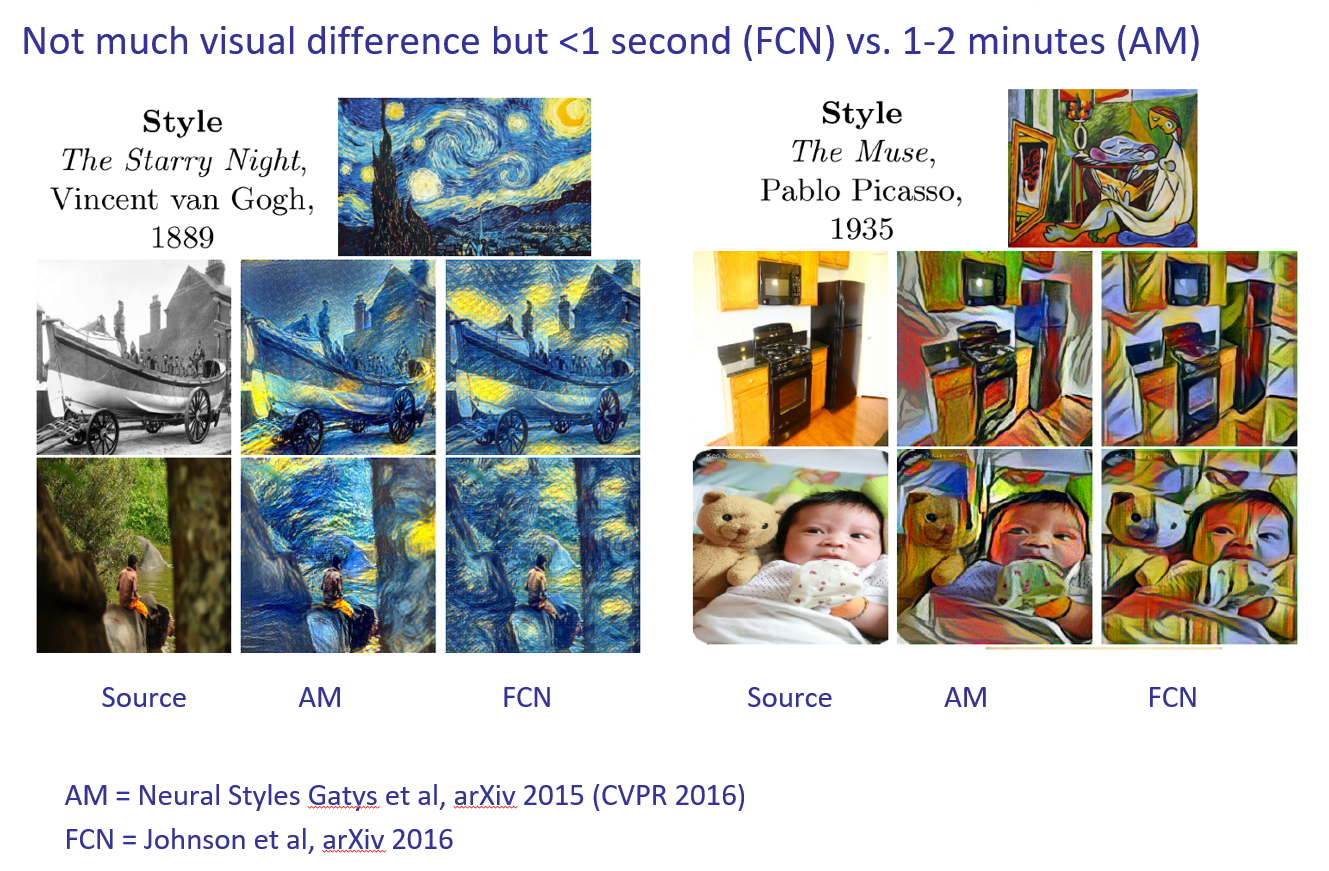 Not much visual difference but <1 second (FCN) vs. 1-2 minutes (AM)
Style
The Starry Night,
Vincent van Gogh,
1889
Style
The Muse,
Pablo Picasso,
1935
Source
AM
FCN
Source
AM
FCN
AM = Neural Styles Gatys et al, arXiv 2015 (CVPR 2016)
FCN = Johnson et al, arXiv 2016